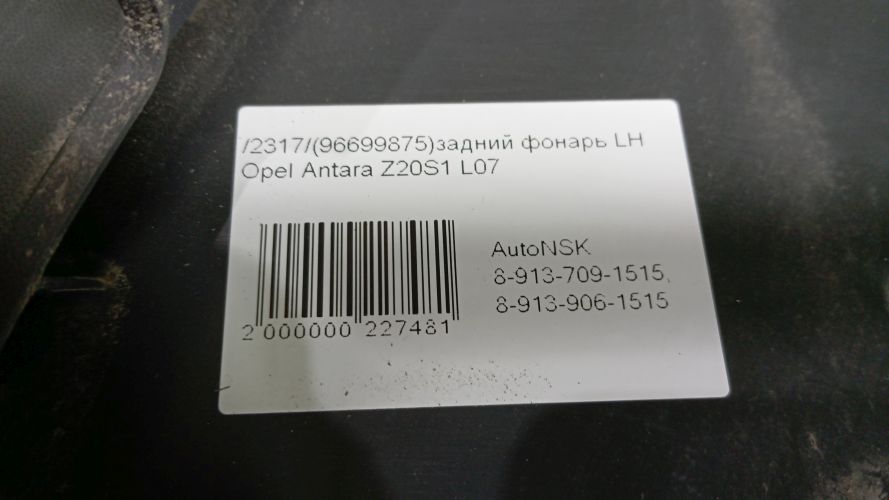 /2317/(96699875)задний фонарь LH
Opel Antara Z20S1 L07
AutoNSK
8-913-709-1515,
8-913-906-1515
2 000000 227481